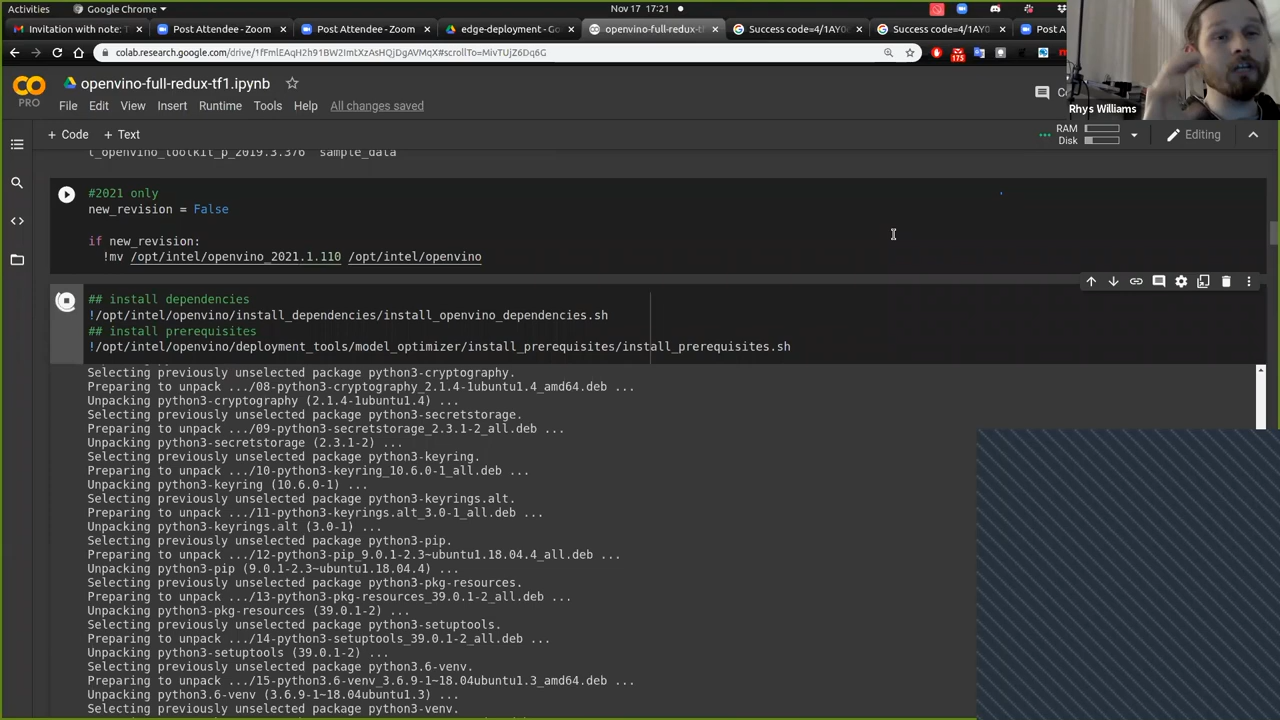 Activities
Google Chrome
Nov 17 17:21
Invitation with note: T
Post Attendee - Zoom
Post Attendee - Zoom
edge-deployment - Go
openvino-full-redux-t
Success code=4/1AY0
Success code=4/1AY0
Post A
colab.research.google.com/drive/1fFmlEAqH2h91BW2ImtXzAsHQjDgAVMqX#scrollTo=MivTUjZ6Dq6G
175
openvino-full-redux-tf1.ipynb
PRO
File Edit View Insert Runtime Tools Help All changes saved
Co
Rhys Williams
+ Code + Text
RAM
Disk
Editing
l_openvino_toolkit_p_2019.3.376 sample_data
#2021 only
new_revision = False
if new_revision:
!mv /opt/intel/openvino_2021.1.110 /opt/intel/openvino
## install dependencies
!/opt/intel/openvino/install_dependencies/install_openvino_dependencies.sh
## install prerequisites
!/opt/intel/openvino/deployment_tools/model_optimizer/install_prerequisites/install_prerequisites.sh
Selecting previously unselected package python3-cryptography.
Preparing to unpack .../08-python3-cryptography_2.1.4-1ubuntu1.4_amd64.deb ...
Unpacking python3-cryptography (2.1.4-1ubuntu1.4) ...
Selecting previously unselected package python3-secretstorage.
Preparing to unpack .../09-python3-secretstorage_2.3.1-2_all.deb ...
Unpacking python3-secretstorage (2.3.1-2) ...
Selecting previously unselected package python3-keyring.
Preparing to unpack .../10-python3-keyring_10.6.0-1_all.deb ...
Unpacking python3-keyring (10.6.0-1) ...
Selecting previously unselected package python3-keyrings.alt.
Preparing to unpack .../11-python3-keyrings.alt_3.0-1_all.deb ...
Unpacking python3-keyrings.alt (3.0-1) ...
Selecting previously unselected package python3-pip.
Preparing to unpack .../12-python3-pip_9.0.1-2.3~ubuntu1.18.04.4_all.deb ...
Unpacking python3-pip (9.0.1-2.3~ubuntu1.18.04.4) ...
Selecting previously unselected package python3-pkg-resources.
Preparing to unpack .../13-python3-pkg-resources_39.0.1-2_all.deb ...
Unpacking python3-pkg-resources (39.0.1-2) ...
Selecting previously unselected package python3-setuptools.
Preparing to unpack .../14-python3-setuptools_39.0.1-2_all.deb ...
Unpacking python3-setuptools (39.0.1-2) ...
Selecting previously unselected package python3.6-venv.
Preparing to unpack .../15-python3.6-venv_3.6.9-1~18.04ubuntu1.3_amd64.deb ...
Unpacking python3.6-venv (3.6.9-1~18.04ubuntu1.3) ...
Selecting previously unselected package python3-venv.